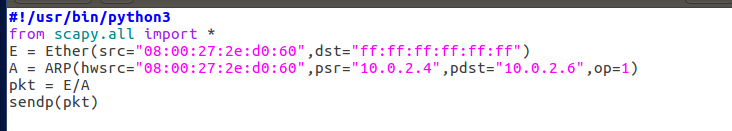 #!/usr/bin/python3
from scapy.all import *
E = Ether(src="08:00:27:2e:d0:60",dst="ff:ff:ff:ff:ff:ff")
A = ARP(hwsrc="08:00:27:2e:d0:60",psr="10.0.2.4",pdst="10.0.2.6",op=1)
pkt = E/A
sendp(pkt)